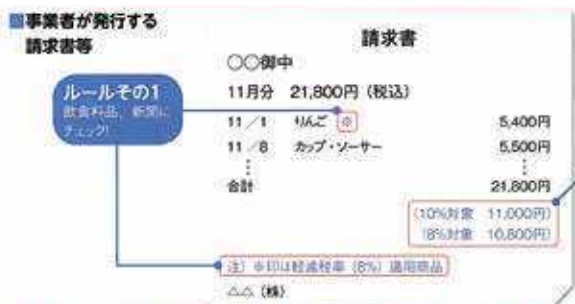 ■事業者が発行する
請求書等
請求書
〇〇御中
11月分 21,800円（税込）
ルールその1
飲食料品、新聞に
チェック!
11／1 りんご ※ 5,400円
11／8 カップ・ソーサー 5,500円
⋮ ⋮
合計 21,800円
(10%対象 11,000円)
(8%対象 10,800円)
注）※印は軽減税率（8%）適用商品
△△（株）